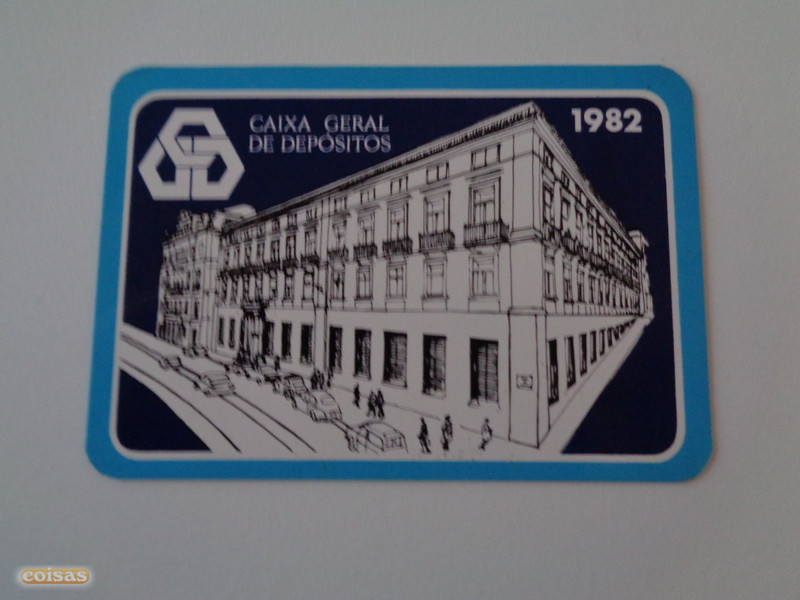 CAIXA GERAL
DE DEPÓSITOS
1982
coisas